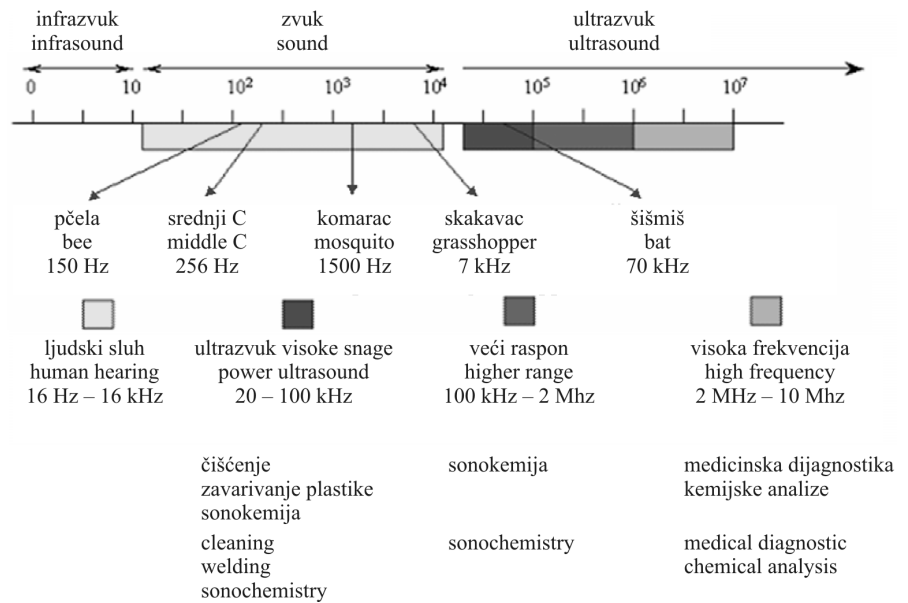 infrazvuk zvuk ultrazvuk
infrasound sound ultrasound
0 10 10² 10³ 10⁴ 10⁵ 10⁶ 10⁷
pčela srednji C komarac skakavac šišmiš
bee middle C mosquito grasshopper bat
150 Hz 256 Hz 1500 Hz 7 kHz 70 kHz
ljudski sluh ultrazvuk visoke snage veći raspon visoka frekvencija
human hearing power ultrasound higher range high frequency
16 Hz – 16 kHz 20 – 100 kHz 100 kHz – 2 Mhz 2 MHz – 10 Mhz
čišćenje sonokemija medicinska dijagnostika
zavarivanje plastike kemijske analize
sonokemija
cleaning sonochemistry medical diagnostic
welding chemical analysis
sonochemistry